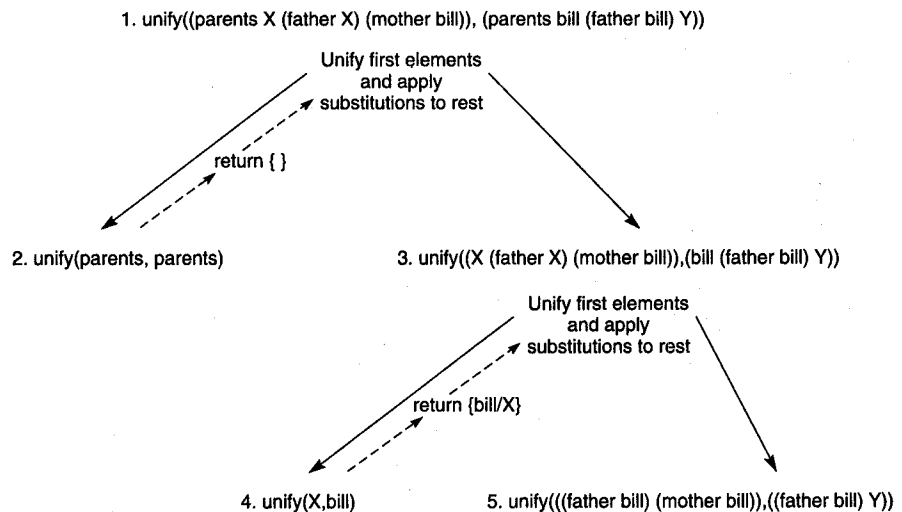 1. unify((parents X (father X) (mother bill)), (parents bill (father bill) Y))
Unify first elements
and apply
substitutions to rest
return { }
2. unify(parents, parents)
3. unify((X (father X) (mother bill)),(bill (father bill) Y))
Unify first elements
and apply
substitutions to rest
return {bill/X}
4. unify(X,bill)
5. unify(((father bill) (mother bill)),((father bill) Y))